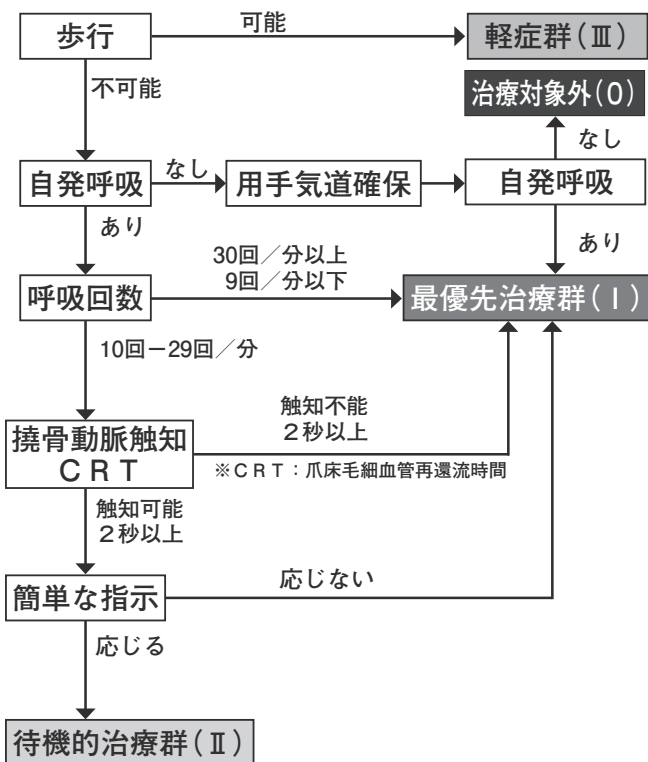 歩行
可能
軽症群(Ⅲ)
不可能
治療対象外(0)
なし
自発呼吸
なし
用手気道確保
自発呼吸
あり
あり
30回／分以上
9回／分以下
呼吸回数
最優先治療群(Ⅰ)
10回－29回／分
触知不能
2秒以上
撓骨動脈触知
CRT
※CRT：爪床毛細血管再還流時間
触知可能
2秒以上
簡単な指示
応じない
応じる
待機的治療群(Ⅱ)